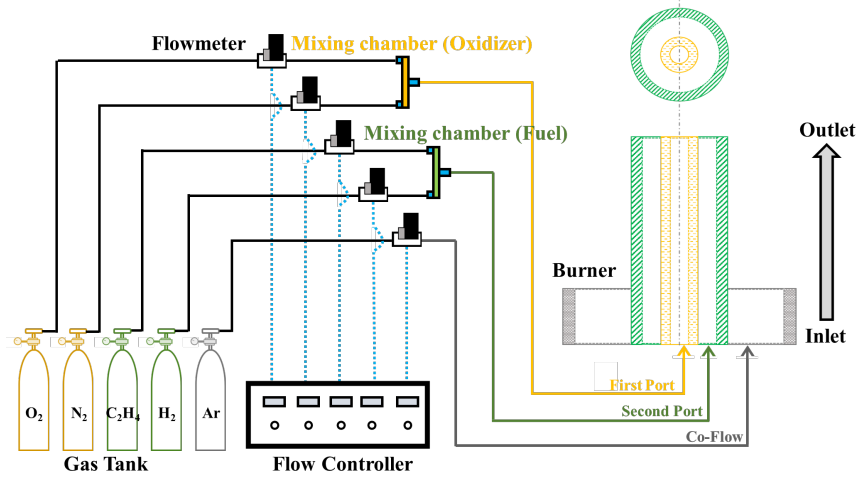 Flowmeter
Mixing chamber (Oxidizer)
Mixing chamber (Fuel)
Outlet
Burner
Inlet
First Port
Second Port
Co-Flow
O₂
N₂
C₂H₄
H₂
Ar
Gas Tank
Flow Controller